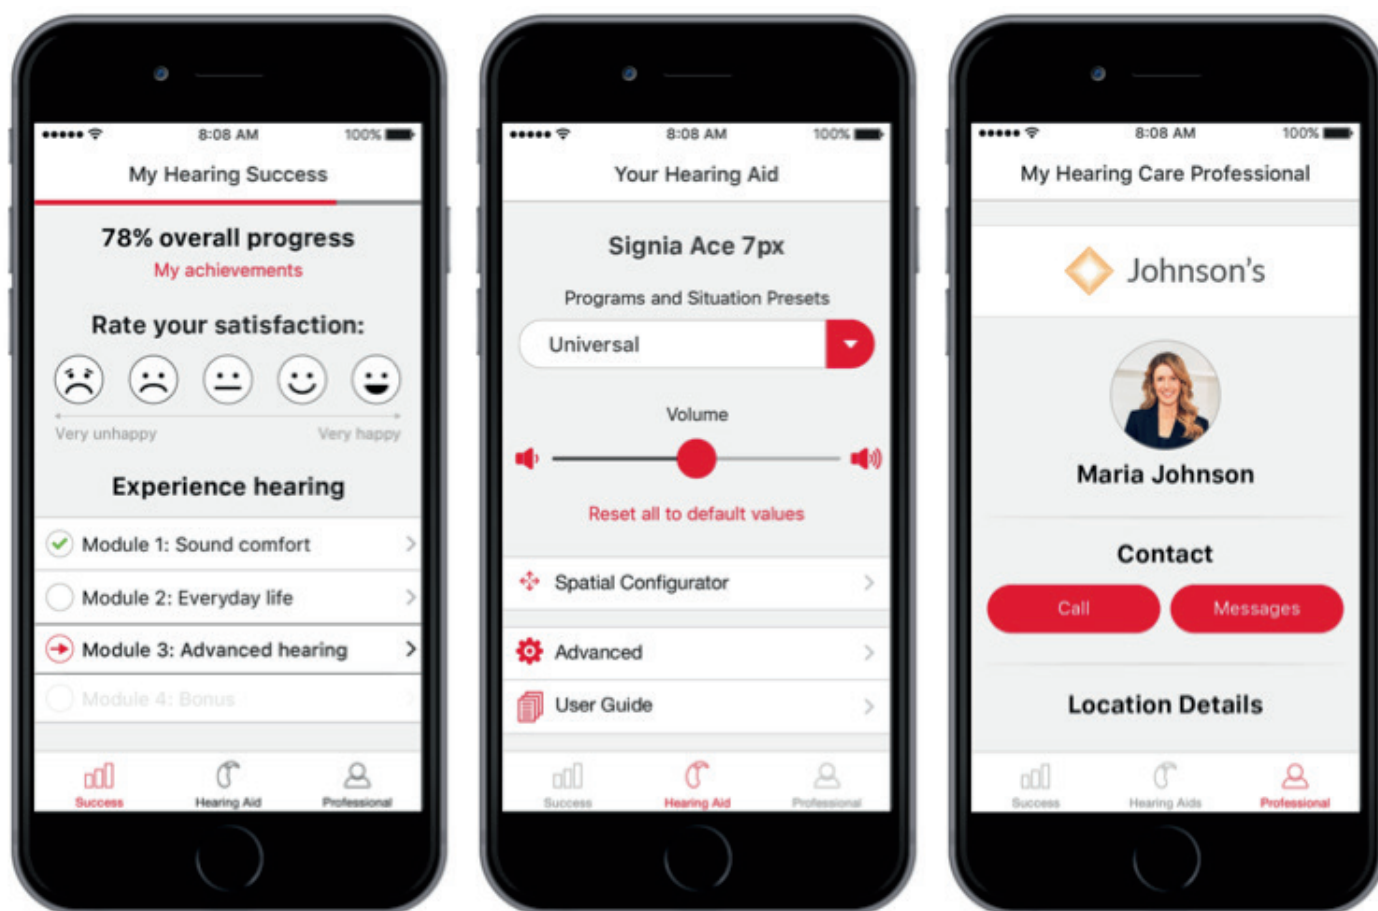 8:08 AM
100%
My Hearing Success
78% overall progress
My achievements
Rate your satisfaction:
Very unhappy
Very happy
Experience hearing
Module 1: Sound comfort
Module 2: Everyday life
Module 3: Advanced hearing
Module 4: Bonus
Success
Hearing Aid
Professional
8:08 AM
100%
Your Hearing Aid
Signia Ace 7px
Programs and Situation Presets
Universal
Volume
Reset all to default values
Spatial Configurator
Advanced
User Guide
Success
Hearing Aid
Professional
8:08 AM
100%
My Hearing Care Professional
Johnson's
Maria Johnson
Contact
Call
Messages
Location Details
Success
Hearing Aids
Professional